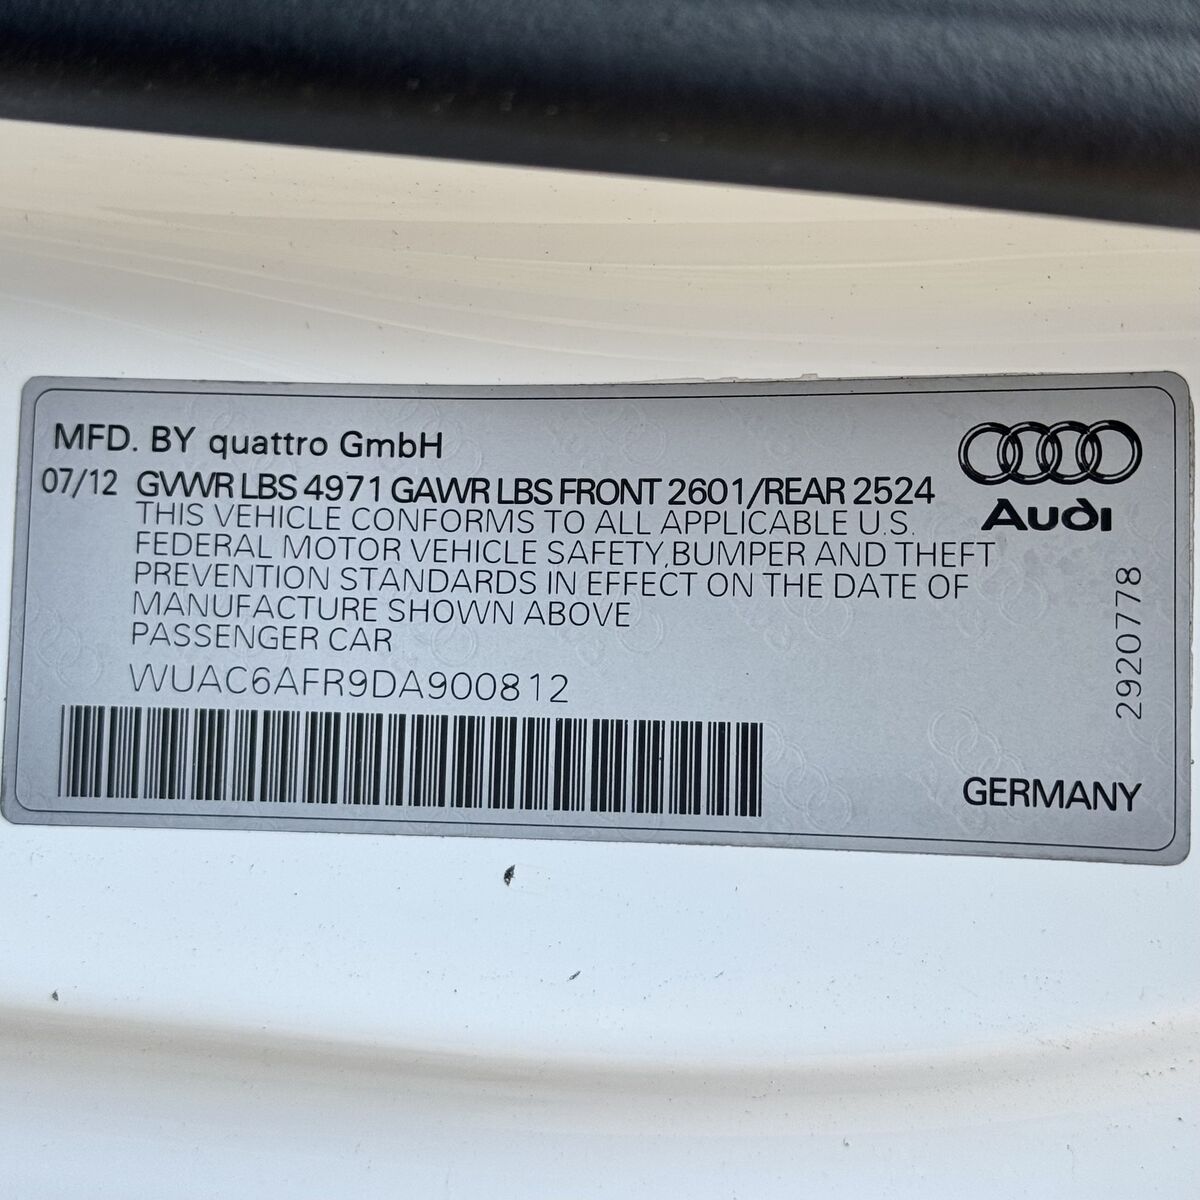 MFD. BY quattro GmbH
07/12 GVWR LBS 4971 GAWR LBS FRONT 2601/REAR 2524
THIS VEHICLE CONFORMS TO ALL APPLICABLE U.S.
FEDERAL MOTOR VEHICLE SAFETY,BUMPER AND THEFT
PREVENTION STANDARDS IN EFFECT ON THE DATE OF
MANUFACTURE SHOWN ABOVE
PASSENGER CAR
WUAC6AFR9DA900812
Audi
2920778
GERMANY